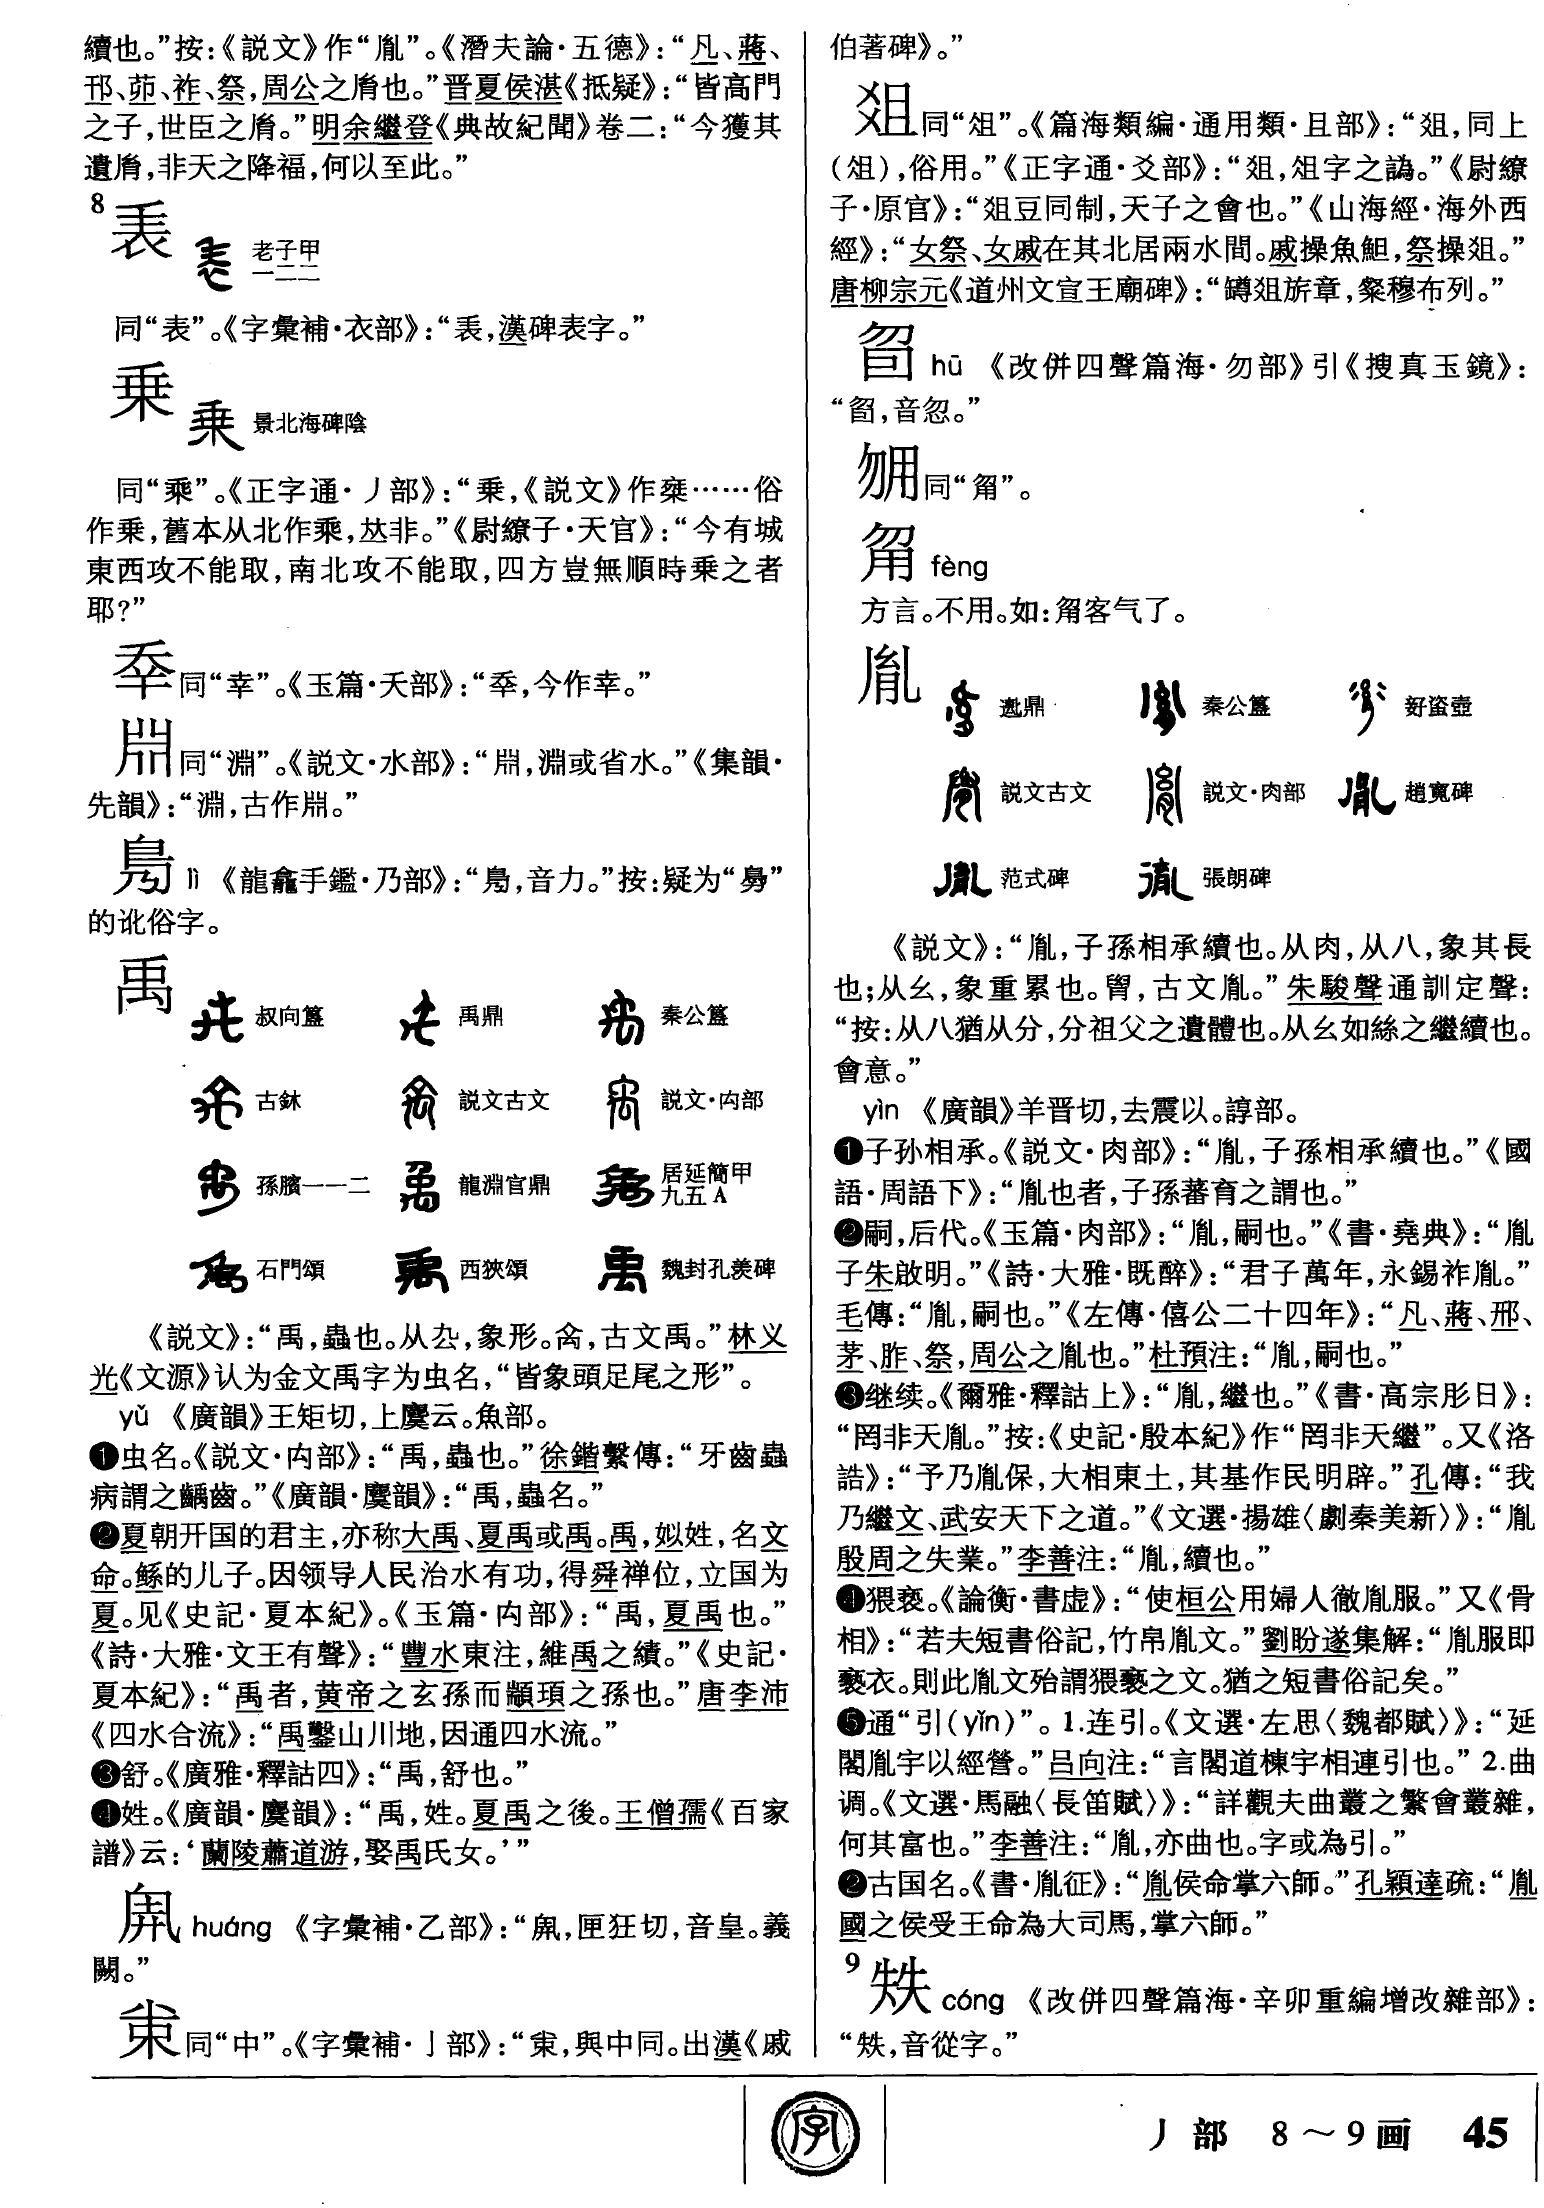 續也。”按:《説文》作“胤”。《潛夫論·五德》:“凡、蔣、
邗、茆、祚、祭,周公之㣧也。”晋夏侯湛《抵疑》:“皆高門
之子,世臣之㣧。”明余繼登《典故紀聞》卷二:“今獲其
遺㣧,非天之降福,何以至此。”
8
老子甲
一二二
同“表”。《字彙補·衣部》:“,漢碑表字。”
乗
景北海碑陰
同“乘”。《正字通·丿部》:“乗,《説文》作椉……俗
作乗,舊本从北作乘,𠀤非。”《尉繚子·天官》:“今有城
東西攻不能取,南北攻不能取,四方豈無順時乗之者
耶?”
同“幸”。《玉篇·夭部》:“,今作幸。”
𣶒同“淵”。《説文·水部》:“𣶒,淵或省水。”《集韻·
先韻》:“淵,古作𣶒。”
lì 《龍龕手鑑·乃部》:“,音力。”按:疑为“”
的讹俗字。
禹
叔向簋 禹鼎 秦公簋
古鉥 説文古文 説文·禸部
孫臏一一二 龍淵宫鼎 居延簡甲
九五A
石門頌 西狹頌 魏封孔羨碑
《説文》:“禹,蟲也。从厹,象形。𠂬,古文禹。”林义
光《文源》认为金文禹字为虫名,“皆象頭足尾之形”。
yǔ 《廣韻》王矩切,上麌云。魚部。
❶虫名。《説文·禸部》:“禹,蟲也。”徐鍇繫傳:“牙齒蟲
病謂之齲齒。”《廣韻·麌韻》:“禹,蟲名。”
❷夏朝开国的君主,亦称大禹、夏禹或禹。禹,姒姓,名文
命。鲧的儿子。因领导人民治水有功,得舜禅位,立国为
夏。见《史記·夏本紀》。《玉篇·禸部》:“禹,夏禹也。”
《詩·大雅·文王有聲》:“豐水東注,維禹之績。”《史記·
夏本紀》:“禹者,黄帝之玄孫而顓頊之孫也。”唐李沛
《四水合流》:“禹鑿山川地,因通四水流。”
❸舒。《廣雅·釋詁四》:“禹,舒也。”
❹姓。《廣韻·麌韻》:“禹,姓。夏禹之後。王僧孺《百家
譜》云:‘蘭陵蕭道游,娶禹氏女。’”
huáng 《字彙補·乙部》:“,匣狂切,音皇。義
闕。”
同“中”。《字彙補·丨部》:“,與中同。出漢《戚
伯著碑》。”
爼同“俎”。《篇海類編·通用類·且部》:“爼,同上
(俎),俗用。”《正字通·爻部》:“爼,俎字之譌。”《尉繚
子·原官》:“爼豆同制,天子之會也。”《山海經·海外西
經》:“女祭、女戚在其北居兩水間。戚操魚䱇,祭操爼。”
唐柳宗元《道州文宣王廟碑》:“罇爼旂章,粲穆布列。”
hū 《改併四聲篇海·勿部》引《搜真玉鏡》:
“,音忽。”
同“甮”。
甮 fèng
方言。不用。如:甮客气了。
胤
𨒪鼎 秦公簋 𧊒壺
説文古文 説文·肉部 趙寬碑
范式碑 張朗碑
《説文》:“胤,子孫相承續也。从肉,从八,象其長
也;从幺,象重累也。𦞳,古文胤。”朱駿聲通訓定聲:
“按:从八猶从分,分祖父之遺體也。从幺如絲之繼續也。
會意。”
yìn 《廣韻》羊晋切,去震以。諄部。
❶子孙相承。《説文·肉部》:“胤,子孫相承續也。”《國
語·周語下》:“胤也者,子孫蕃育之謂也。”
❷嗣,后代。《玉篇·肉部》:“胤,嗣也。”《書·堯典》:“胤
子朱啟明。”《詩·大雅·既醉》:“君子萬年,永錫祚胤。”
毛傳:“胤,嗣也。”《左傳·僖公二十四年》:“凡、蔣、邢、
茅、胙、祭,周公之胤也。”杜預注:“胤,嗣也。”
❸继续。《爾雅·釋詁上》:“胤,繼也。”《書·高宗肜日》:
“罔非天胤。”按:《史記·殷本紀》作“罔非天繼”。又《洛
誥》:“予乃胤保,大相東土,其基作民明辟。”孔傳:“我
乃繼文、武安天下之道。”《文選·揚雄〈劇秦美新〉》:“胤
殷周之失業。”李善注:“胤,續也。”
❹猥亵。《論衡·書虚》:“使桓公用婦人徹胤服。”又《骨
相》:“若夫短書俗記,竹帛胤文。”劉盼遂集解:“胤服即
褻衣。則此胤文殆謂猥褻之文。猶之短書俗記矣。”
❺通“引(yǐn)”。1.连引。《文選·左思〈魏都賦〉》:“延
閣胤宇以經營。”吕向注:“言閣道棟宇相連引也。”2.曲
调。《文選·馬融〈長笛賦〉》:“詳觀夫曲叢之繁會叢雜,
何其富也。”李善注:“胤,亦曲也。字或為引。”
❷古国名。《書·胤征》:“胤侯命掌六師。”孔穎達疏:“胤
國之侯受王命為大司馬,掌六師。”
9
cóng 《改併四聲篇海·辛卯重編增改雜部》:
“,音從字。”
字
丿部 8～9画 45